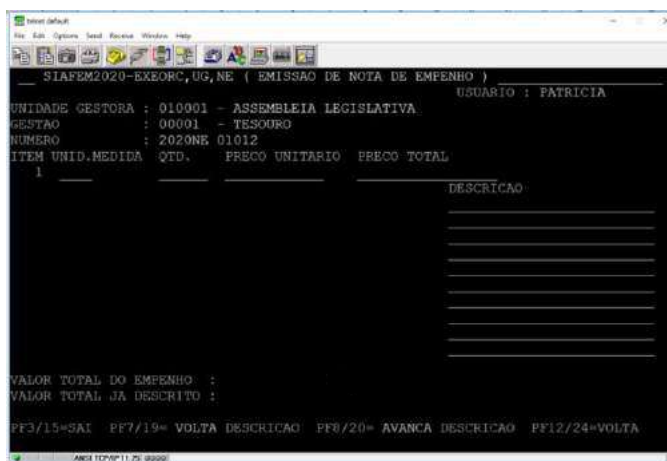 telnet default
File Edit Options Send Receive Window Help
__ SIAFEM2020-EXEORC,UG,NE ( EMISSAO DE NOTA DE EMPENHO )
USUARIO : PATRICIA
UNIDADE GESTORA : 010001 - ASSEMBLEIA LEGISLATIVA
GESTAO : 00001 - TESOURO
NUMERO : 2020NE 01012
ITEM UNID.MEDIDA QTD. PRECO UNITARIO PRECO TOTAL
1
DESCRICAO
VALOR TOTAL DO EMPENHO :
VALOR TOTAL JA DESCRITO :
PF3/15=SAI PF7/19= VOLTA DESCRICAO PF8/20= AVANCA DESCRICAO PF12/24=VOLTA